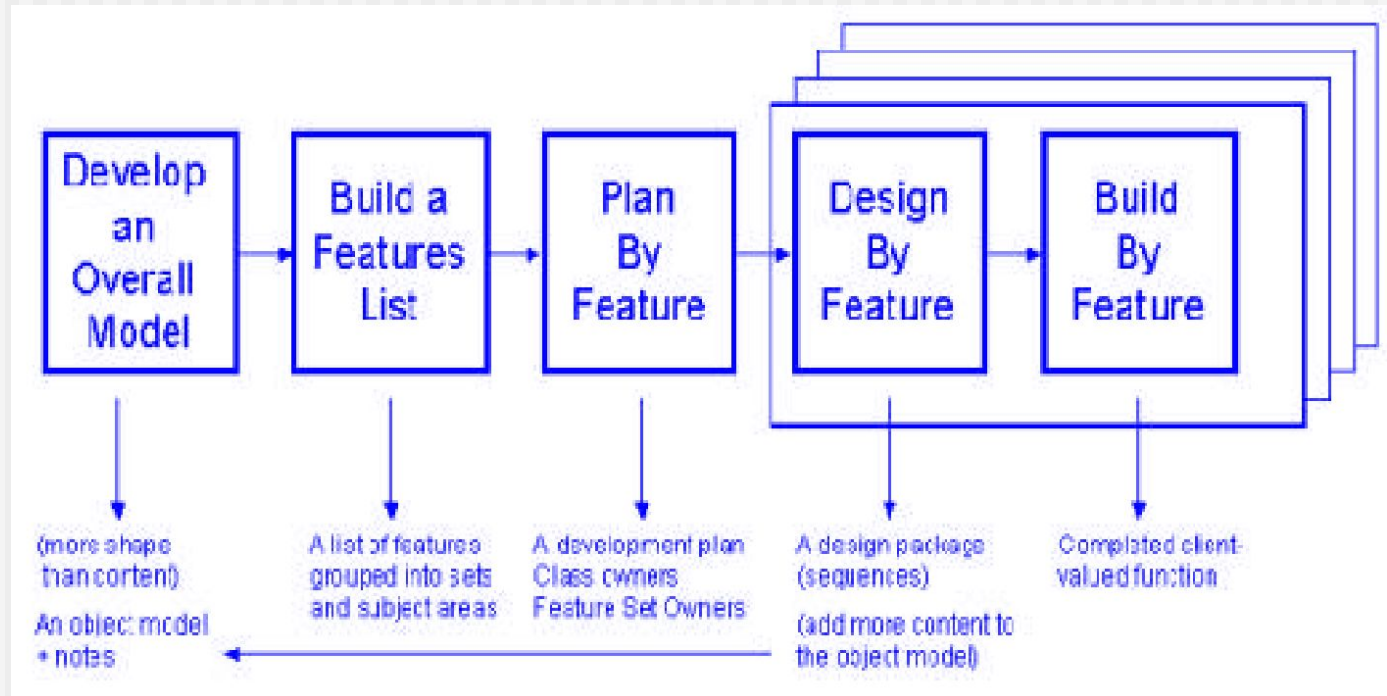 Develop
an
Overall
Model
Build a
Features
List
Plan
By
Feature
Design
By
Feature
Build
By
Feature
(more shape
than content)
An object model
+ notes
A list of features
grouped into sets
and subject areas
A development plan
Class owners
Feature Set Owners
A design package
(sequences)
(add more content to
the object model)
Completed client-
valued function